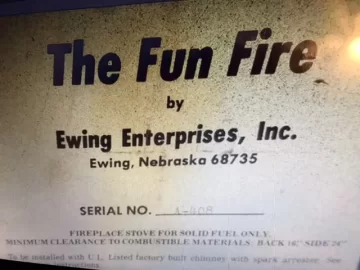 The Fun Fire
by
Ewing Enterprises, Inc.
Ewing, Nebraska 68735
SERIAL NO.
FIREPLACE STOVE FOR SOLID FUEL ONLY.
MINIMUM CLEARANCE TO COMBUSTIBLE MATERIALS: BACK 16" SIDE 24"
To be installed with U.L. Listed factory built chimney with spark arrester. See
instructions.